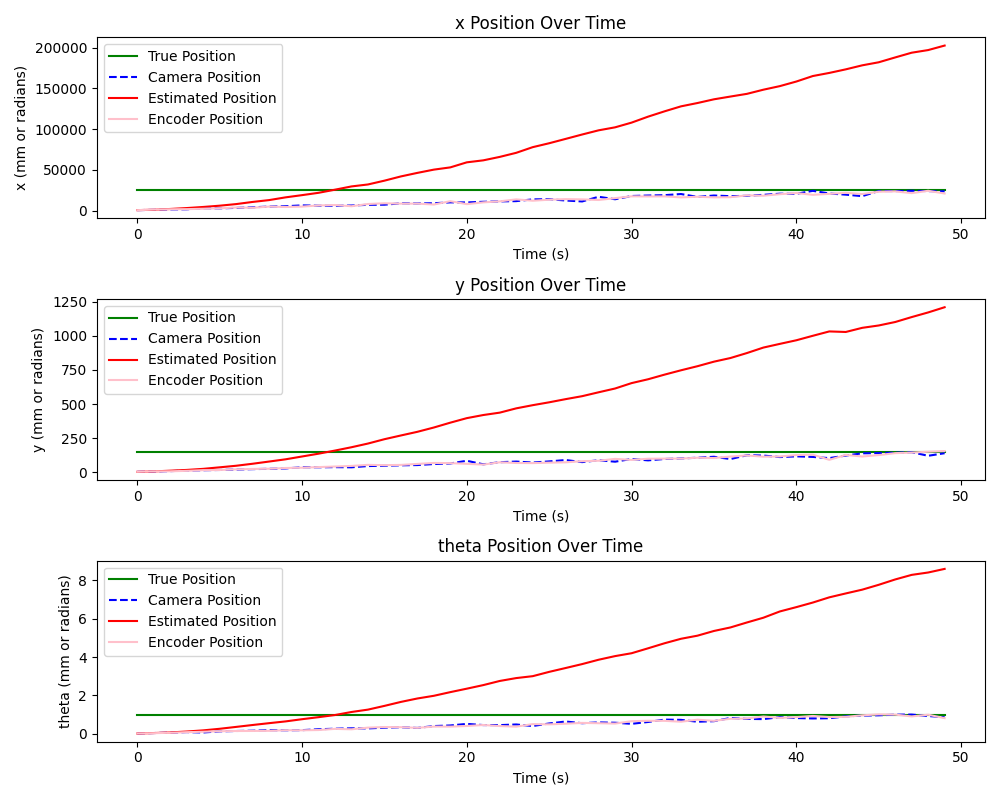 x Position Over Time
x (mm or radians)
200000
150000
100000
50000
0
True Position
Camera Position
Estimated Position
Encoder Position
0 10 20 30 40 50
Time (s)
y Position Over Time
y (mm or radians)
1250
1000
750
500
250
0
True Position
Camera Position
Estimated Position
Encoder Position
0 10 20 30 40 50
Time (s)
theta Position Over Time
theta (mm or radians)
8
6
4
2
0
True Position
Camera Position
Estimated Position
Encoder Position
0 10 20 30 40 50
Time (s)